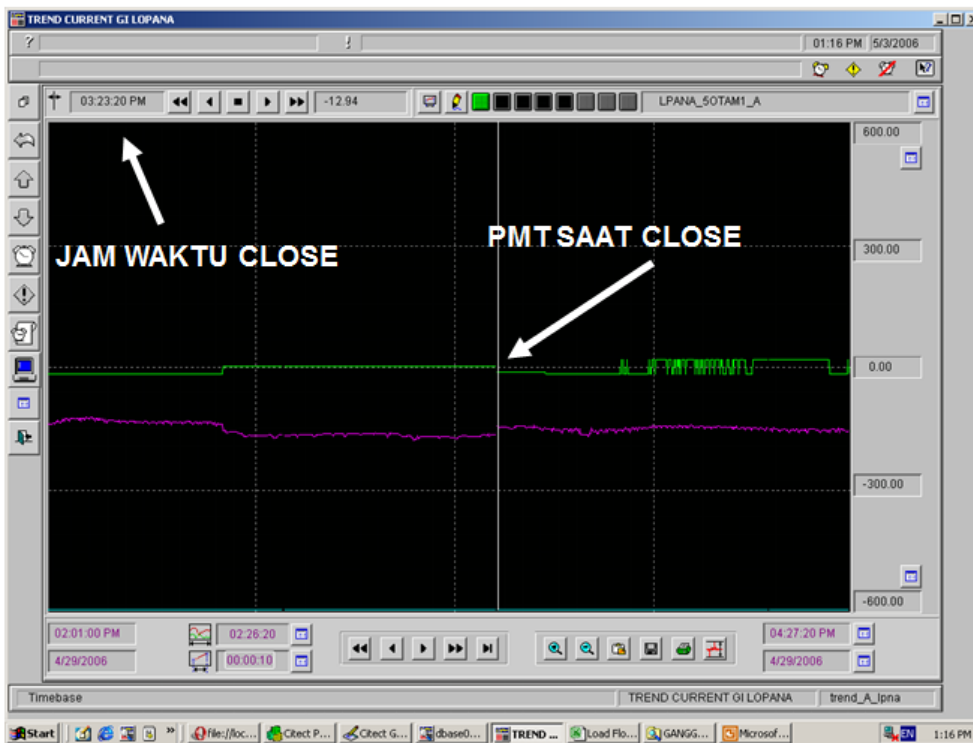 TREND CURRENT GI LOPANA
?
01:16 PM 5/3/2006
03:23:20 PM -12.94 LPANA_5OTAM1_A
600.00
JAM WAKTU CLOSE
PMT SAAT CLOSE
300.00
0.00
-300.00
-600.00
02:01:00 PM 02:26:20 04:27:20 PM
4/29/2006 00:00:10 4/29/2006
Timebase TREND CURRENT GI LOPANA trend_A_lpna
Start » file://loc... Citect P... Citect G... dbase0... TREND ... Load Flo... GANGG... Microsof... EN 1:16 PM